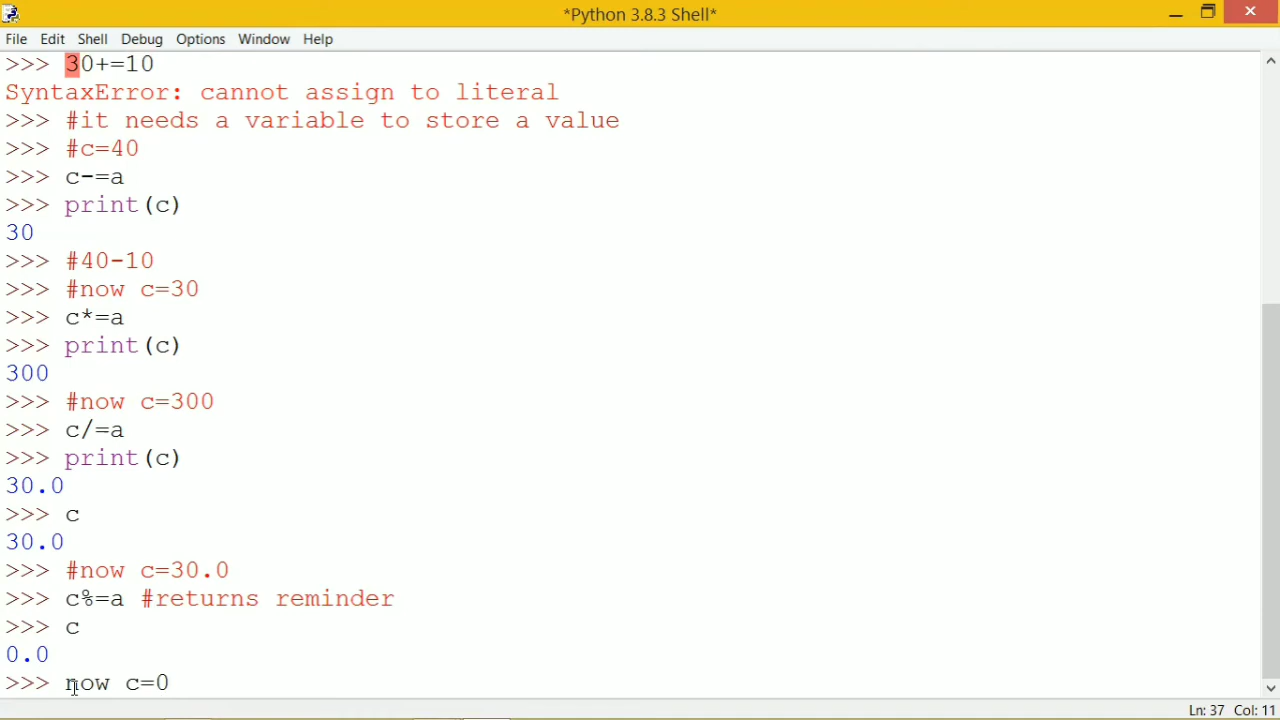 *Python 3.8.3 Shell*
File Edit Shell Debug Options Window Help
>>> 30+=10
SyntaxError: cannot assign to literal
>>> #it needs a variable to store a value
>>> #c=40
>>> c-=a
>>> print(c)
30
>>> #40-10
>>> #now c=30
>>> c*=a
>>> print(c)
300
>>> #now c=300
>>> c/=a
>>> print(c)
30.0
>>> c
30.0
>>> #now c=30.0
>>> c%=a #returns reminder
>>> c
0.0
>>> now c=0
Ln: 37 Col: 11